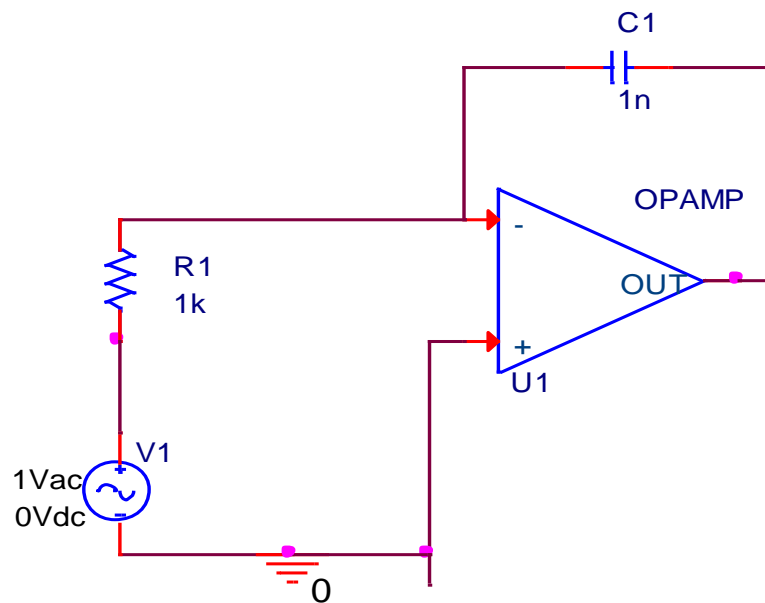 C1
1n
OPAMP
-
R1
1k
OUT
+
U1
V1
1Vac
0Vdc
+
-
0